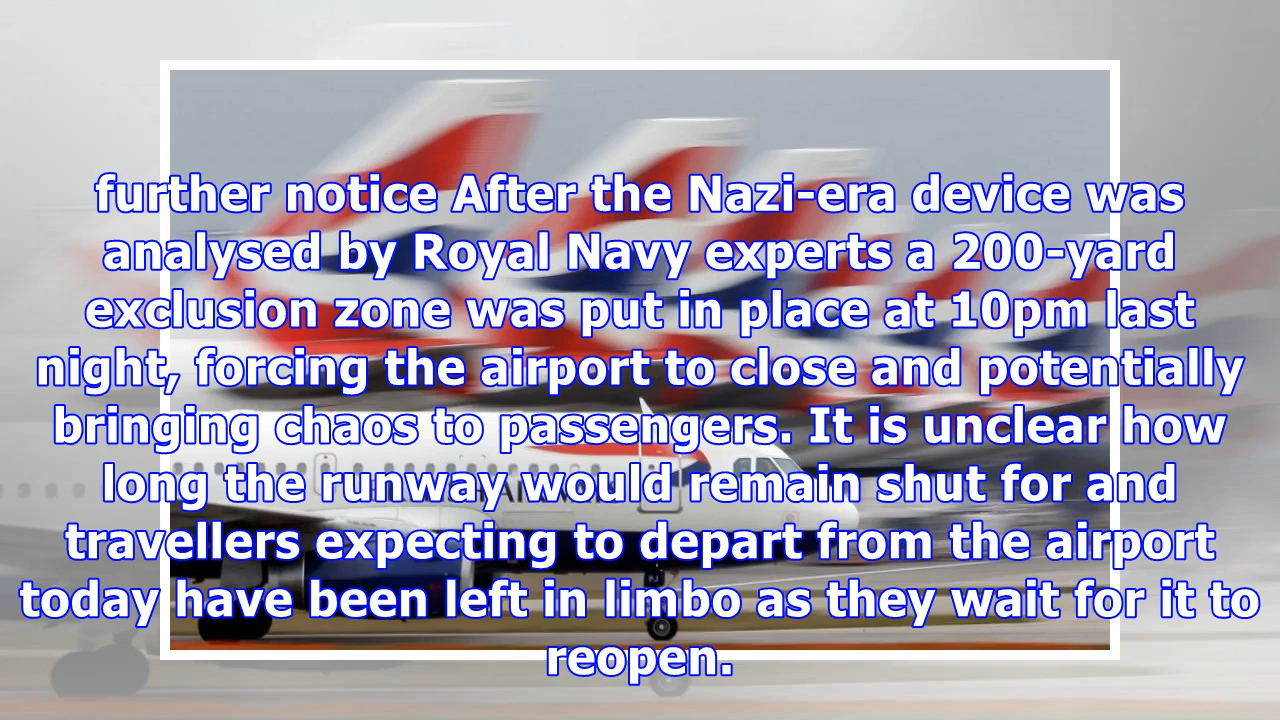 further notice After the Nazi-era device was
analysed by Royal Navy experts a 200-yard
exclusion zone was put in place at 10pm last
night, forcing the airport to close and potentially
bringing chaos to passengers. It is unclear how
long the runway would remain shut for and
travellers expecting to depart from the airport
today have been left in limbo as they wait for it to
reopen.